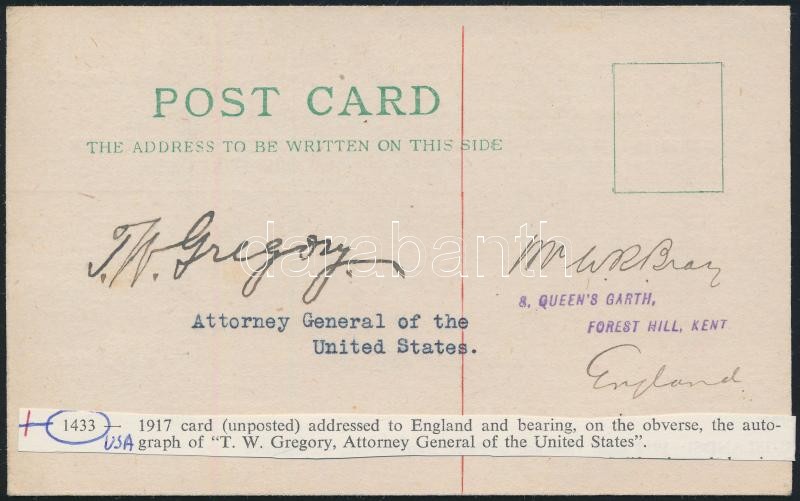 POST CARD
THE ADDRESS TO BE WRITTEN ON THIS SIDE
T. W. Gregory.
Attorney General of the
United States.
Mr W R Bray
8, QUEEN'S GARTH,
FOREST HILL, KENT
England
darabanth
1433 — 1917 card (unposted) addressed to England and bearing, on the obverse, the auto-
USA graph of "T. W. Gregory, Attorney General of the United States".